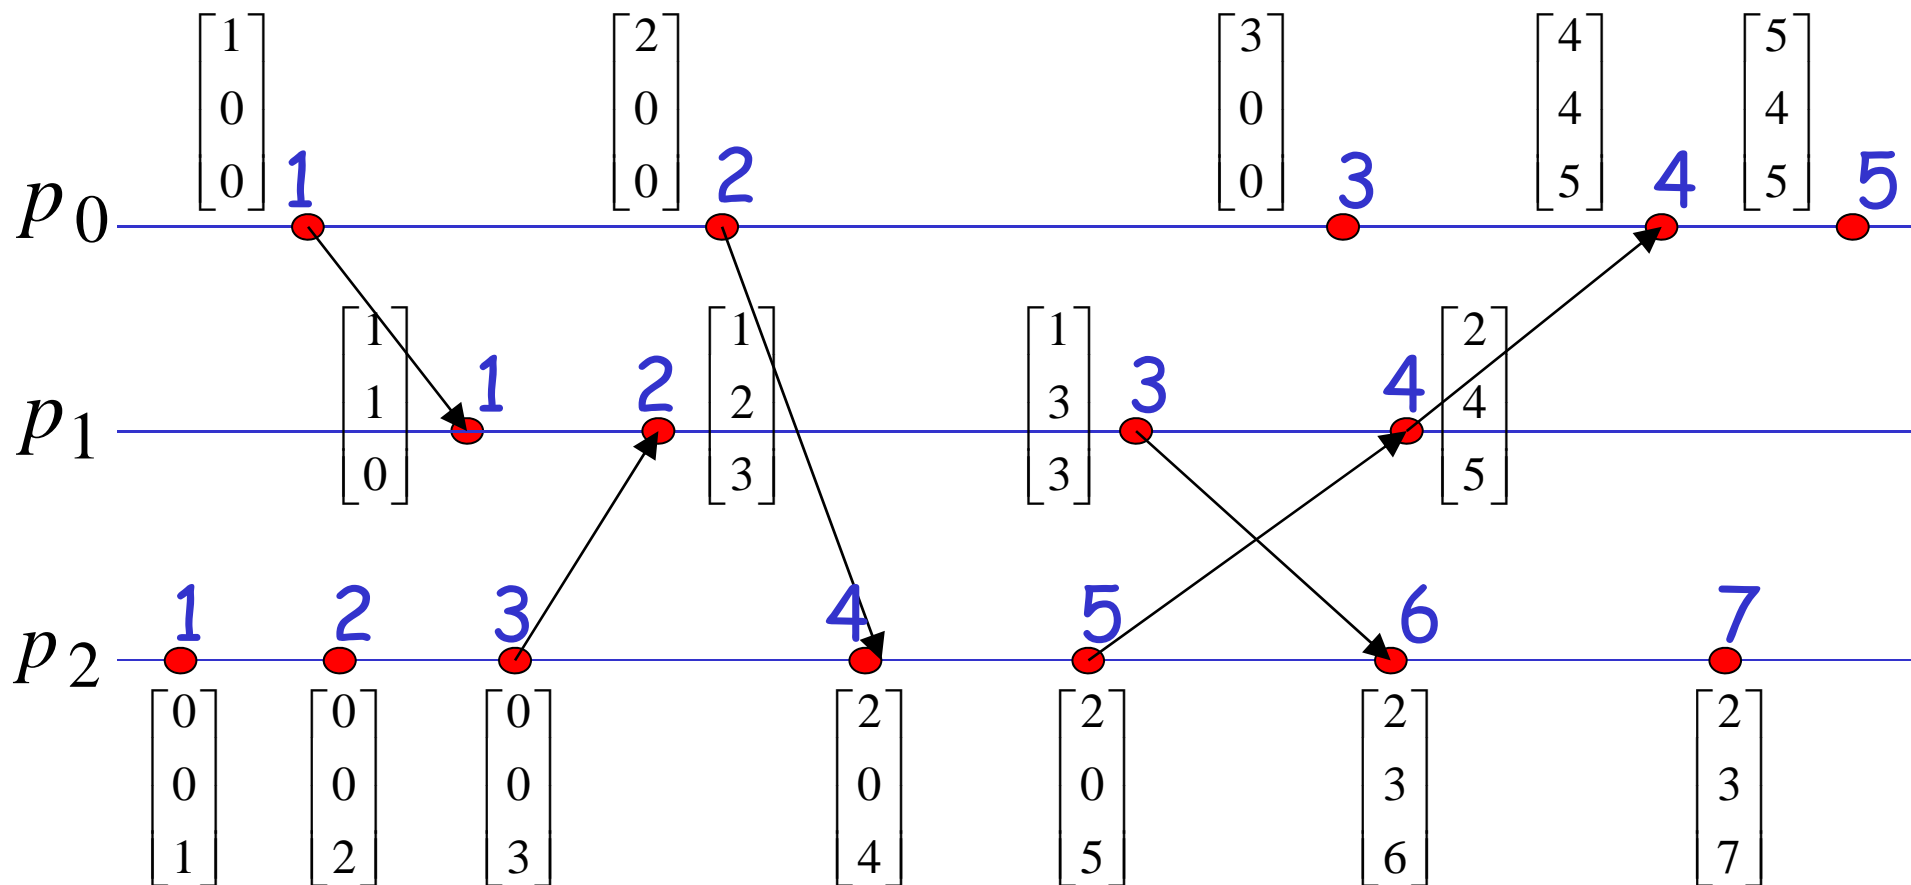 1 2 3 4 5
0 0 0 4 4
0 0 0 5 5
p0 1 2 3 4 5
1 1 1 2
1 2 3 4
0 3 3 5
p1 1 2 3 4
p2 1 2 3 4 5 6 7
0 0 0 2 2 2 2
0 0 0 0 0 3 3
1 2 3 4 5 6 7